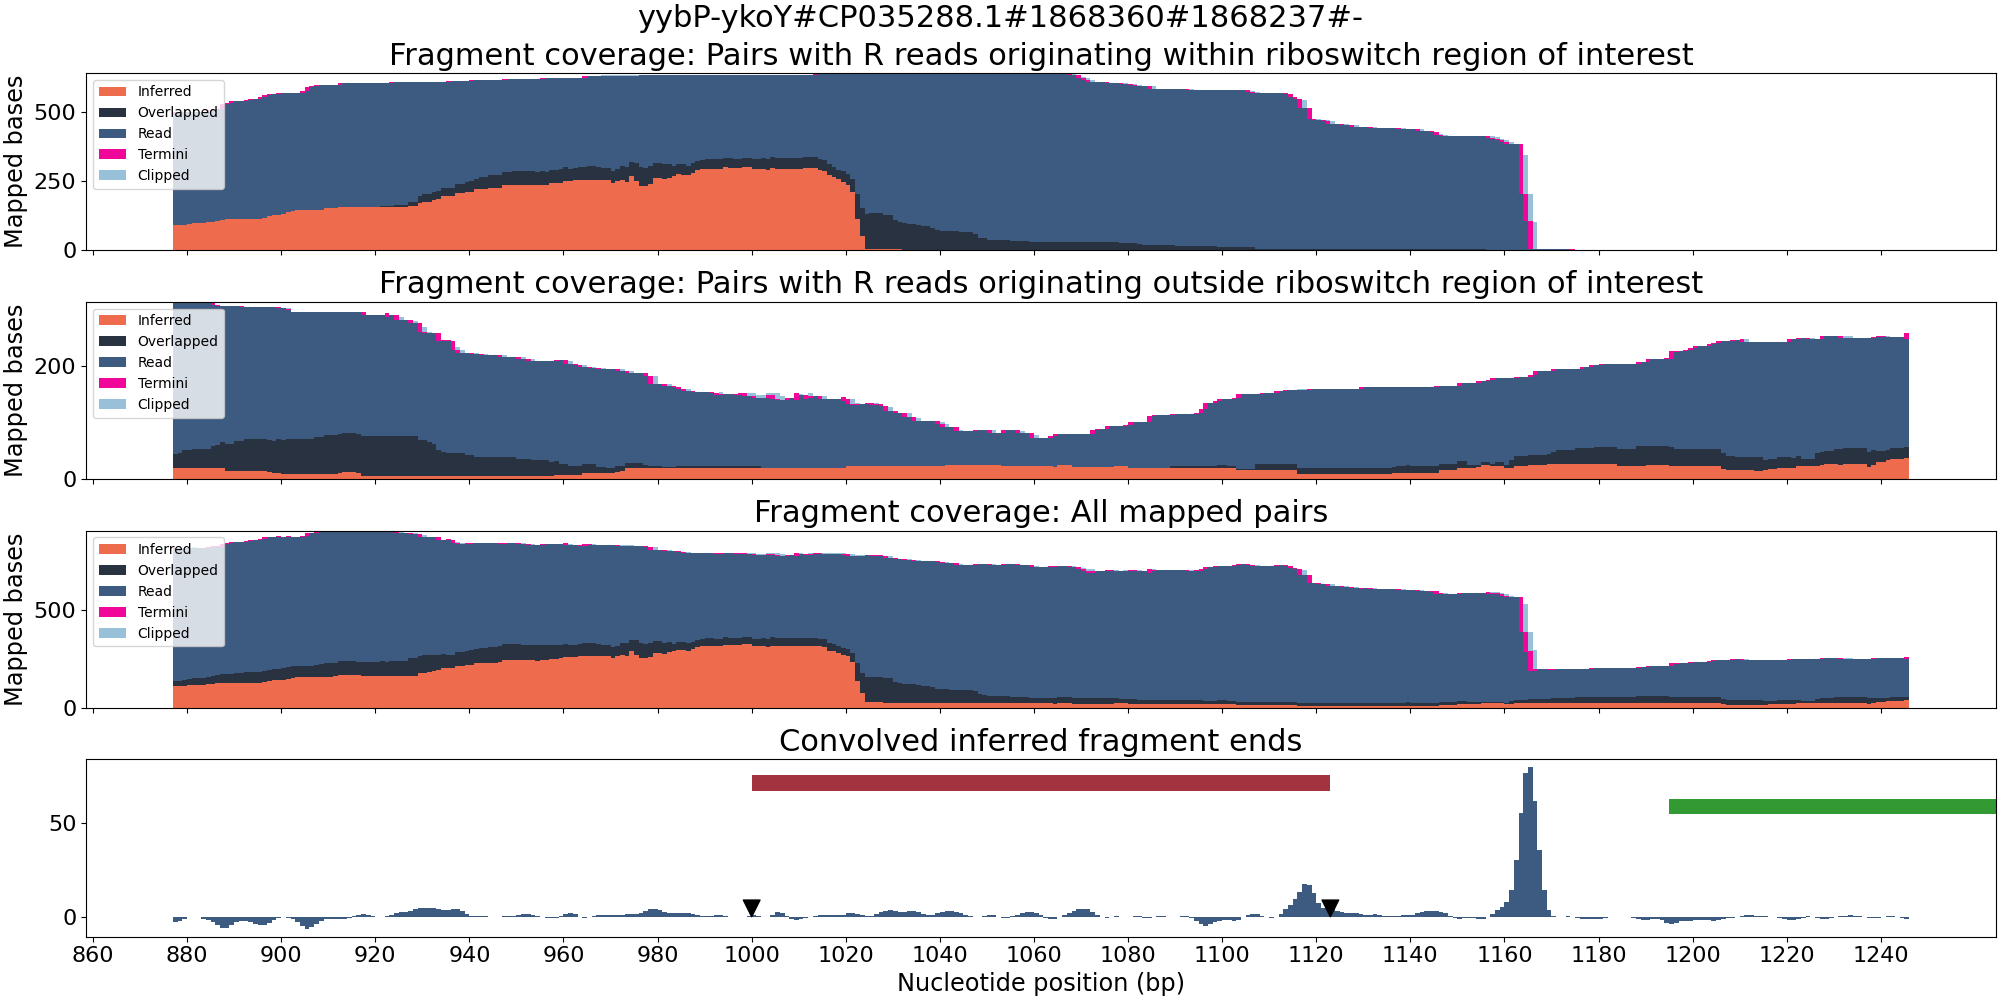 yybP-ykoY#CP035288.1#1868360#1868237#-
Fragment coverage: Pairs with R reads originating within riboswitch region of interest
Mapped bases
500
250
0
Inferred
Overlapped
Read
Termini
Clipped
Fragment coverage: Pairs with R reads originating outside riboswitch region of interest
Mapped bases
200
0
Inferred
Overlapped
Read
Termini
Clipped
Fragment coverage: All mapped pairs
Mapped bases
500
0
Inferred
Overlapped
Read
Termini
Clipped
Convolved inferred fragment ends
50
0
860 880 900 920 940 960 980 1000 1020 1040 1060 1080 1100 1120 1140 1160 1180 1200 1220 1240
Nucleotide position (bp)